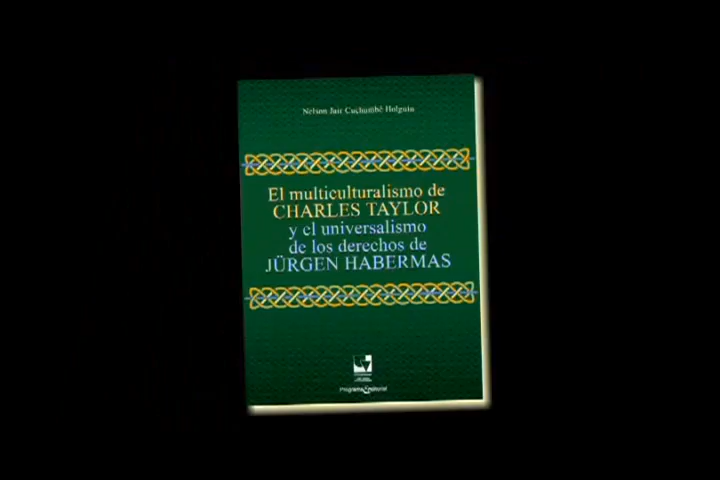 Nelson Jair Cuchumbé Holguín
El multiculturalismo de
CHARLES TAYLOR
y el universalismo
de los derechos de
JÜRGEN HABERMAS
Programa Editorial